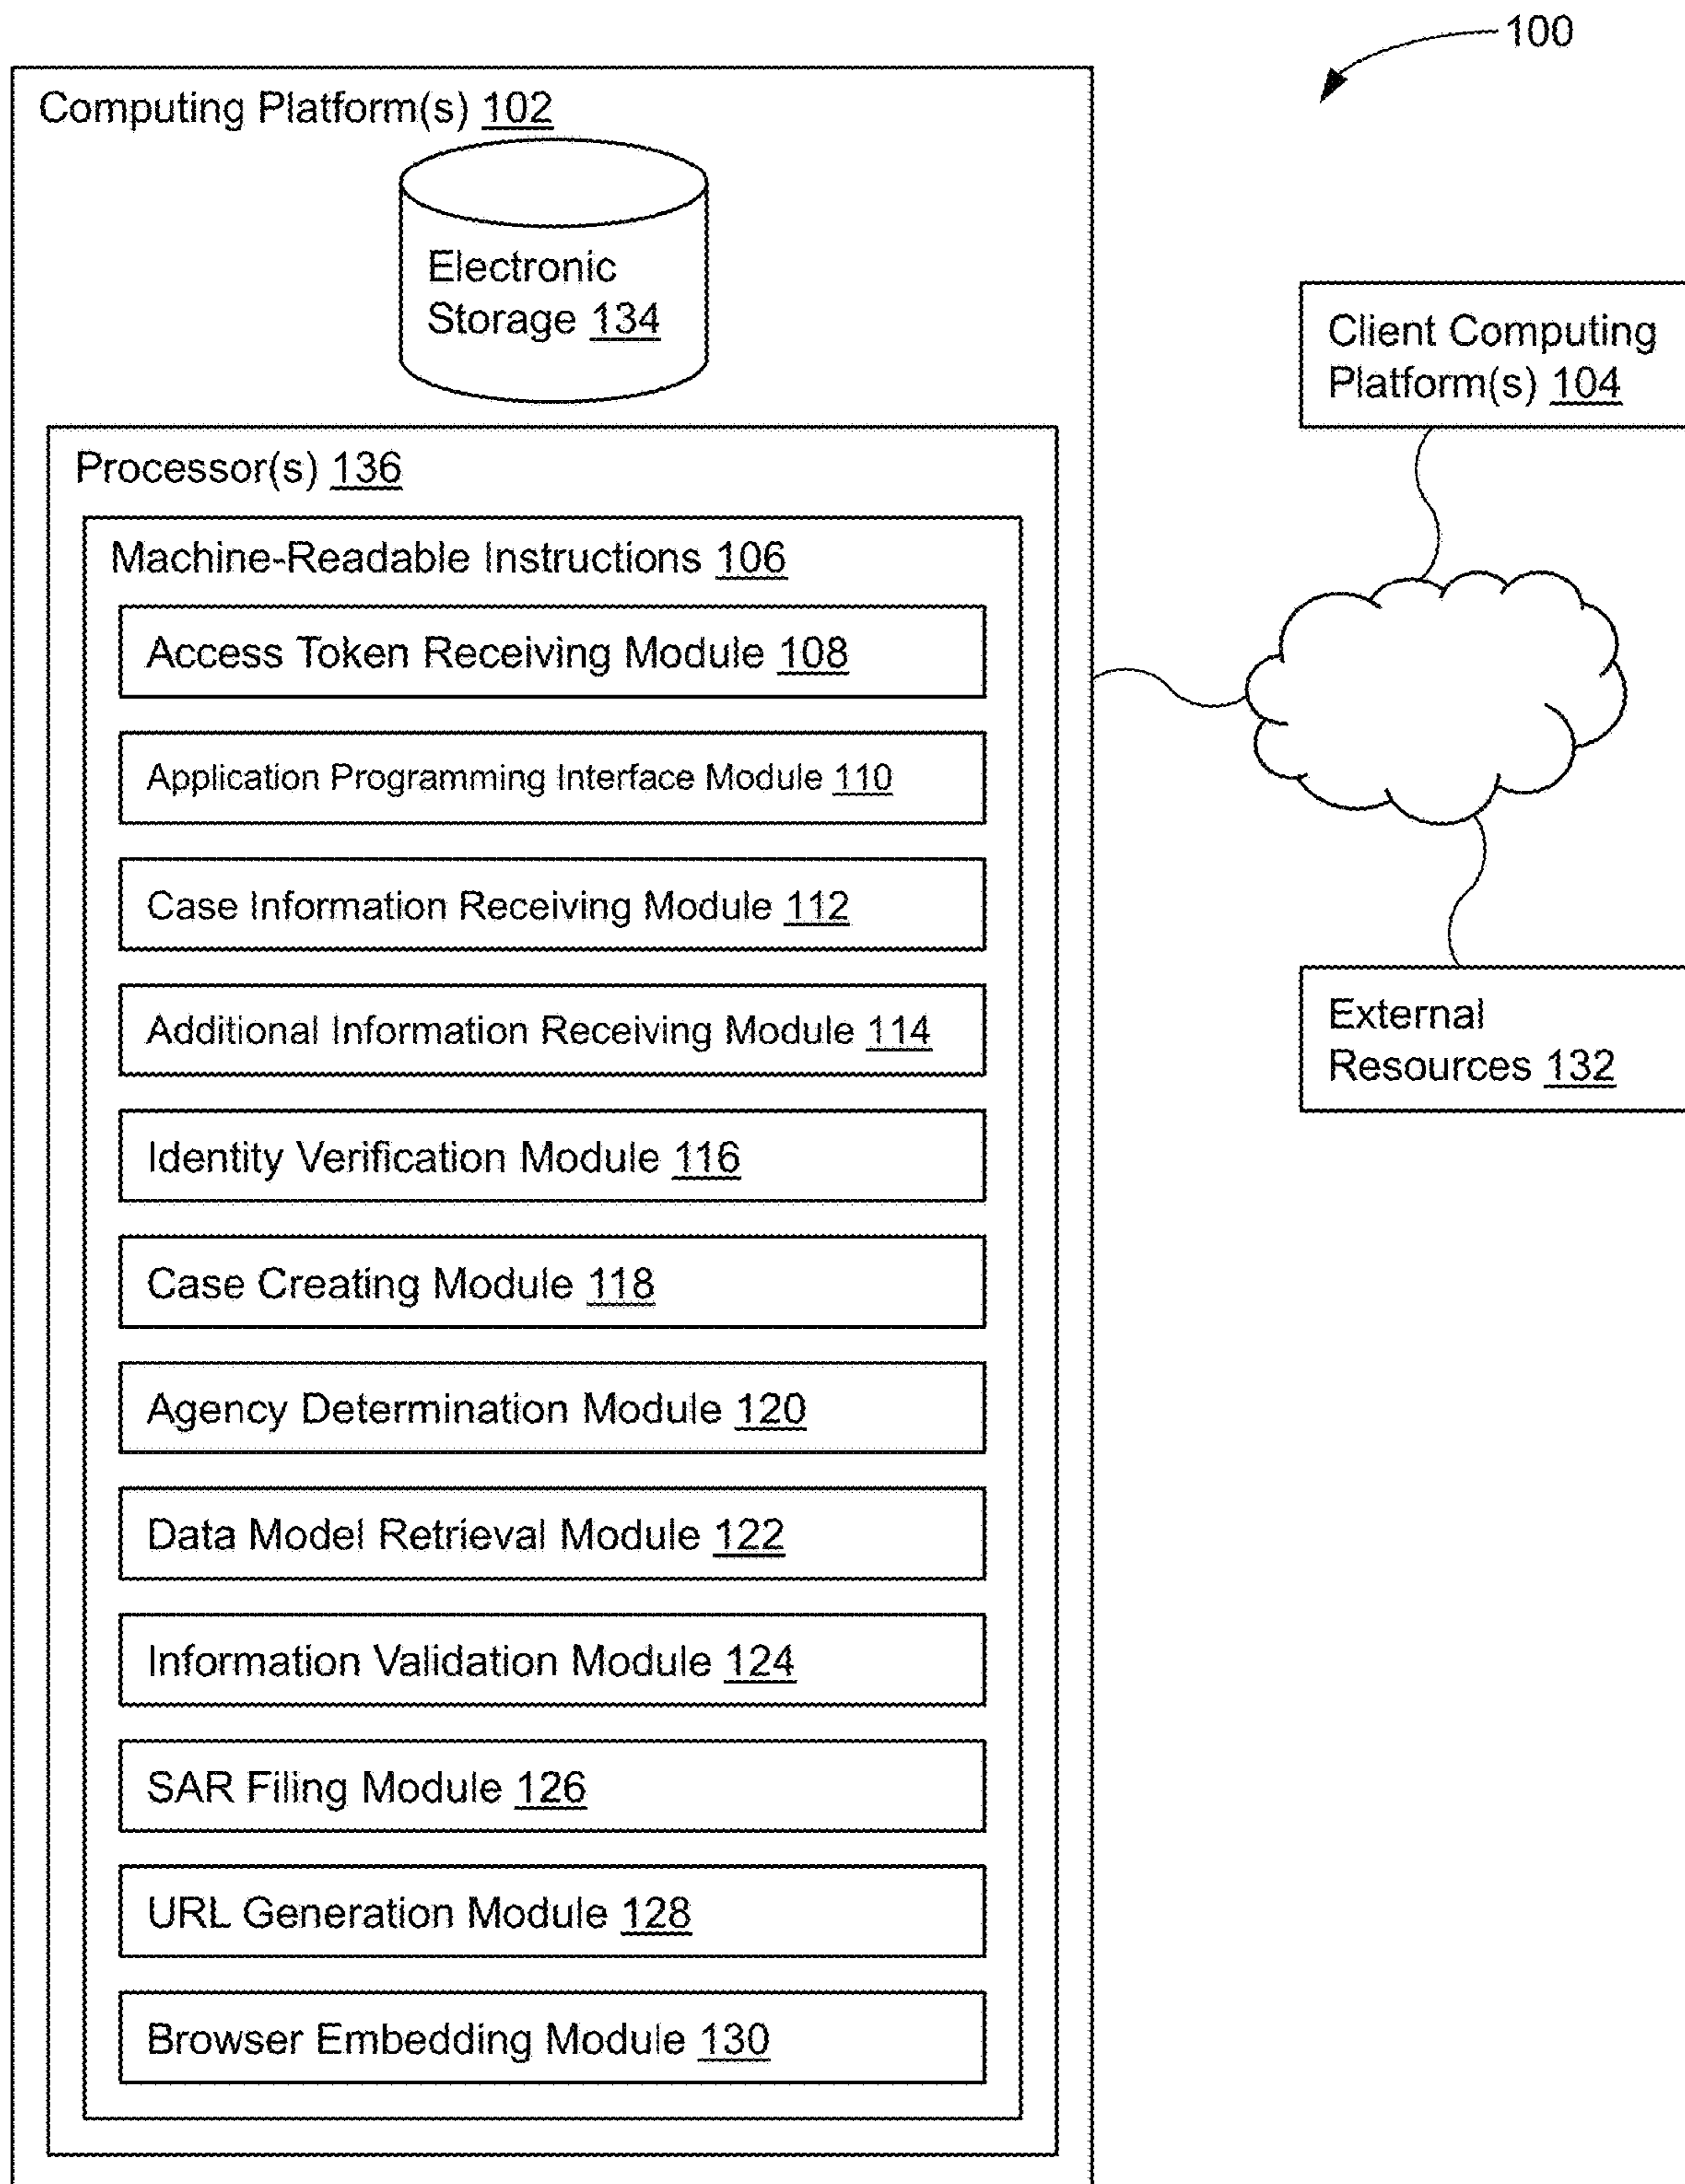 100
Computing Platform(s) 102
Electronic
Storage 134
Client Computing
Platform(s) 104
Processor(s) 136
Machine-Readable Instructions 106
Access Token Receiving Module 108
Application Programming Interface Module 110
Case Information Receiving Module 112
Additional Information Receiving Module 114
External
Resources 132
Identity Verification Module 116
Case Creating Module 118
Agency Determination Module 120
Data Model Retrieval Module 122
Information Validation Module 124
SAR Filing Module 126
URL Generation Module 128
Browser Embedding Module 130